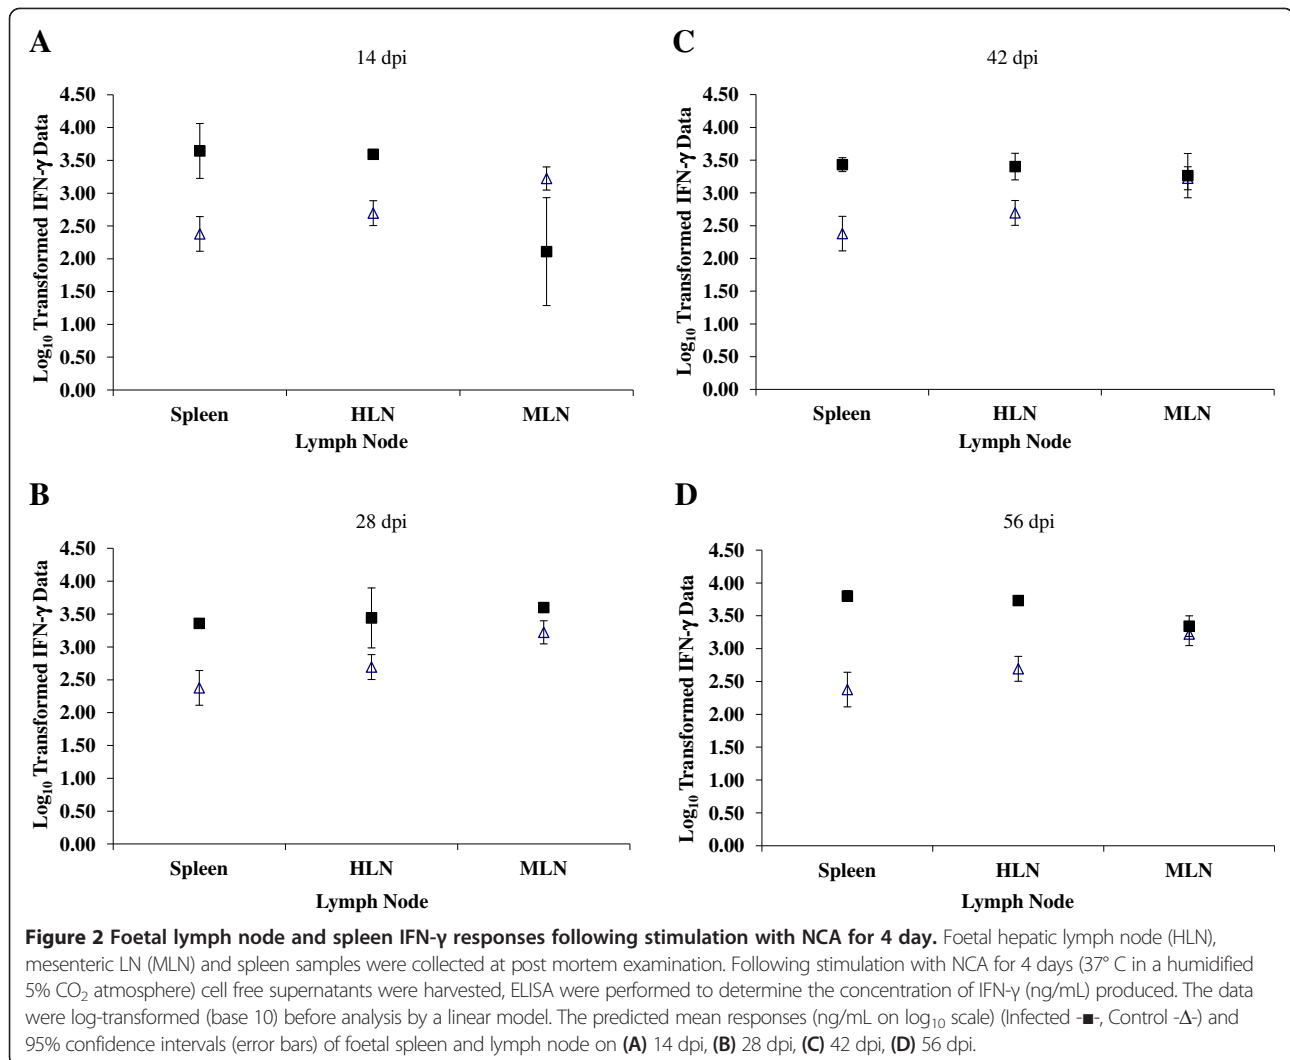 A
14 dpi
Log10 Transformed IFN-γ Data
4.50
4.00
3.50
3.00
2.50
2.00
1.50
1.00
0.50
0.00
Spleen HLN MLN
Lymph Node
C
42 dpi
Log10 Transformed IFN-γ Data
4.50
4.00
3.50
3.00
2.50
2.00
1.50
1.00
0.50
0.00
Spleen HLN MLN
Lymph Node
B
28 dpi
Log10 Transformed IFN-γ Data
4.50
4.00
3.50
3.00
2.50
2.00
1.50
1.00
0.50
0.00
Spleen HLN MLN
Lymph Node
D
56 dpi
Log10 Transformed IFN-γ Data
4.50
4.00
3.50
3.00
2.50
2.00
1.50
1.00
0.50
0.00
Spleen HLN MLN
Lymph Node
Figure 2 Foetal lymph node and spleen IFN-γ responses following stimulation with NCA for 4 day. Foetal hepatic lymph node (HLN),
mesenteric LN (MLN) and spleen samples were collected at post mortem examination. Following stimulation with NCA for 4 days (37° C in a humidified
5% CO2 atmosphere) cell free supernatants were harvested, ELISA were performed to determine the concentration of IFN-γ (ng/mL) produced. The data
were log-transformed (base 10) before analysis by a linear model. The predicted mean responses (ng/mL on log10 scale) (Infected -■-, Control -Δ-) and
95% confidence intervals (error bars) of foetal spleen and lymph node on (A) 14 dpi, (B) 28 dpi, (C) 42 dpi, (D) 56 dpi.